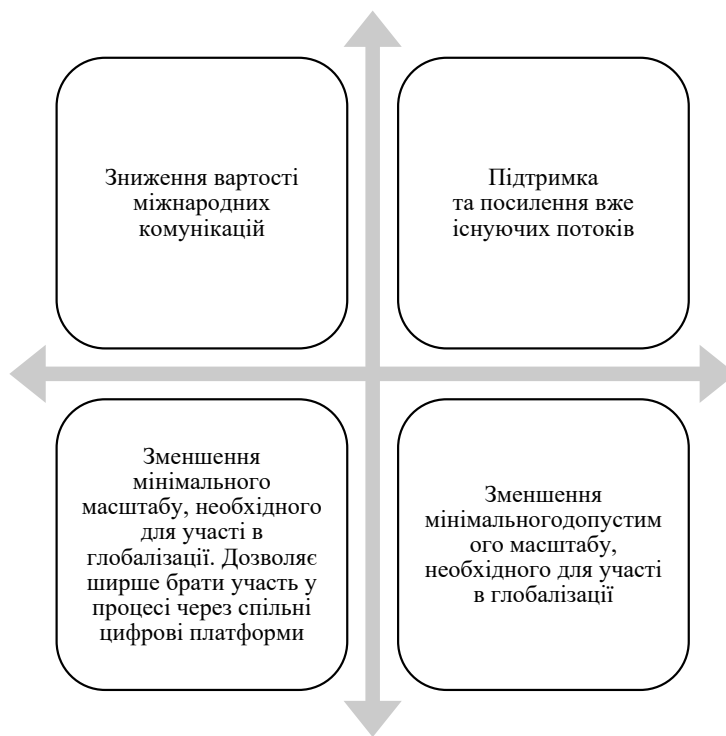 Зниження вартості
міжнародних
комунікацій
Підтримка
та посилення вже
існуючих потоків
Зменшення
мінімального
масштабу, необхідного
для участі в
глобалізації. Дозволяє
ширше брати участь у
процесі через спільні
цифрові платформи
Зменшення
мінімальногодопустим
ого масштабу,
необхідного для участі
в глобалізації